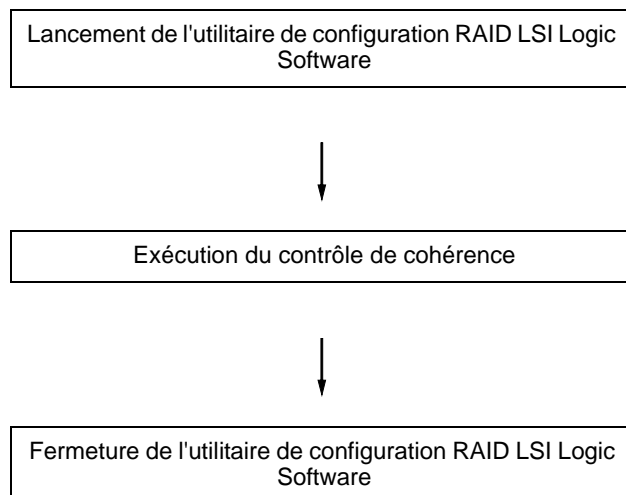 Lancement de l'utilitaire de configuration RAID LSI Logic
Software
Exécution du contrôle de cohérence
Fermeture de l'utilitaire de configuration RAID LSI Logic
Software